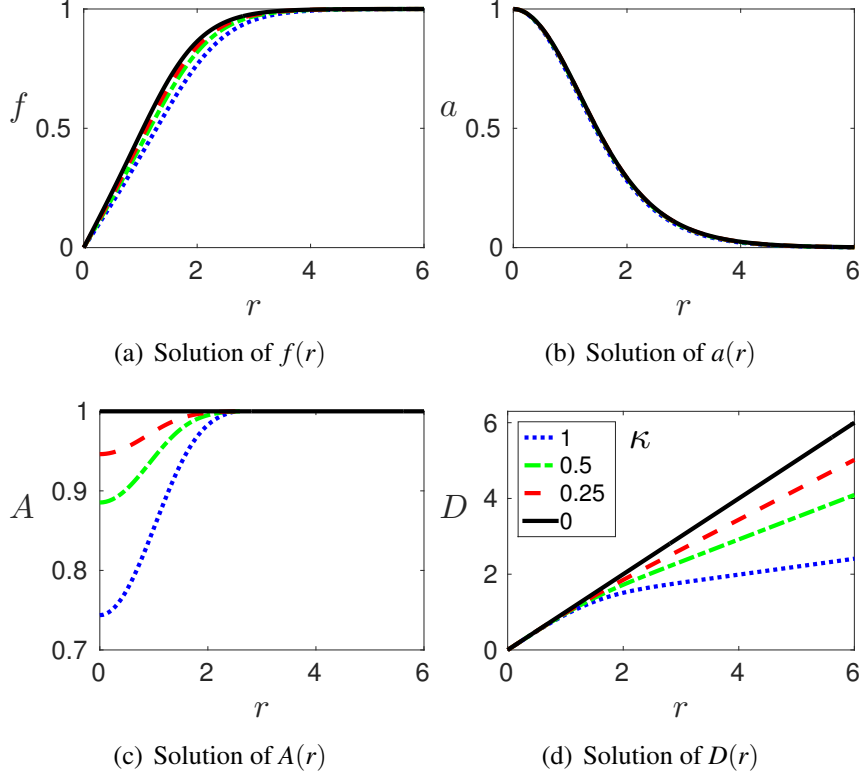 1
0.5
0
f
0 2 4 6
r
(a) Solution of f(r)
1
0.5
0
a
0 2 4 6
r
(b) Solution of a(r)
1
0.9
0.8
0.7
A
0 2 4 6
r
(c) Solution of A(r)
6
4
2
0
D
κ
1
0.5
0.25
0
0 2 4 6
r
(d) Solution of D(r)